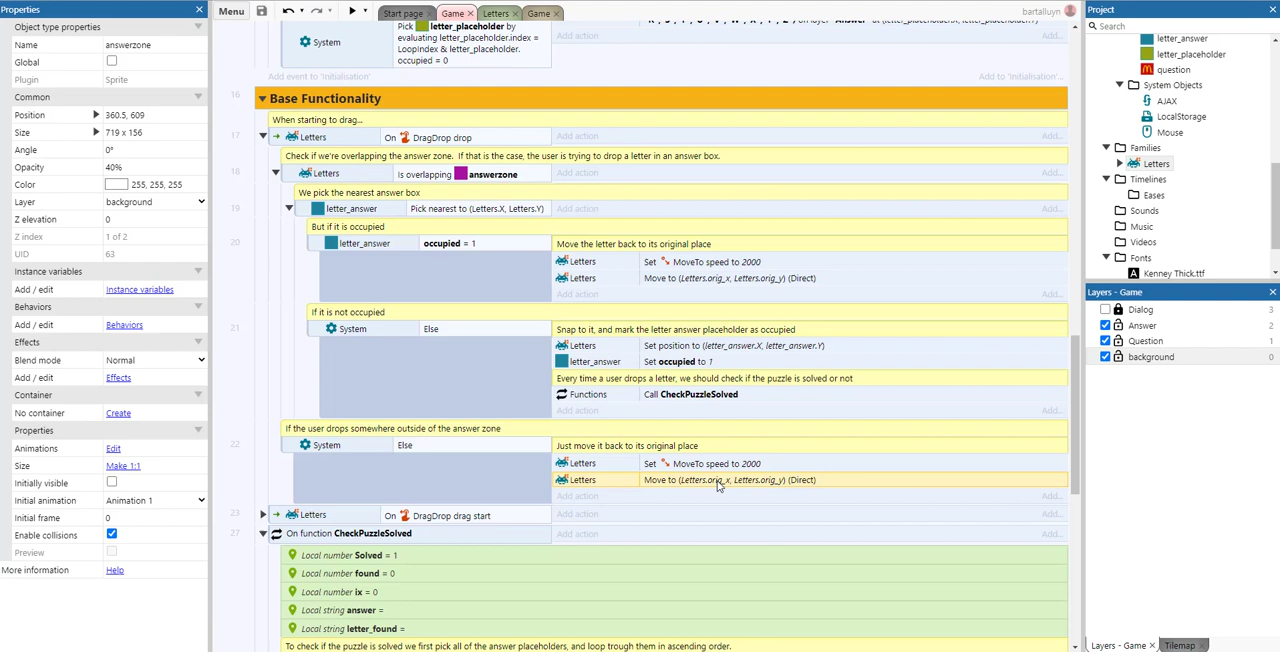 Properties
Object type properties
Name answerzone
Global
Plugin Sprite
Common
Position 360.5, 609
Size 719 x 156
Angle 0°
Opacity 40%
Color 255, 255, 255
Layer background
Z elevation 0
Z index 1 of 2
UID 63
Instance variables
Add / edit Instance variables
Behaviors
Add / edit Behaviors
Effects
Blend mode Normal
Add / edit Effects
Container
No container Create
Properties
Animations Edit
Size Make 1:1
Initially visible
Initial animation Animation 1
Initial frame 0
Enable collisions
Preview
More information Help
Menu
Start page
Game
Letters
Game
bartalluyn
System
Pick letter_placeholder by
evaluating letter_placeholder.index =
LoopIndex & letter_placeholder.
occupied = 0
Add action Add...
Add event to 'Initialisation' Add to 'Initialisation'...
16 Base Functionality
When starting to drag...
17 Letters On DragDrop drop Add action Add...
Check if we're overlapping the answer zone. If that is the case, the user is trying to drop a letter in an answer box.
18 Letters Is overlapping answerzone Add action Add...
We pick the nearest answer box
19 letter_answer Pick nearest to (Letters.X, Letters.Y) Add action Add...
But if it is occupied
20 letter_answer occupied = 1 Move the letter back to its original place
Letters Set MoveTo speed to 2000
Letters Move to (Letters.orig_x, Letters.orig_y) (Direct)
Add action Add...
If it is not occupied
21 System Else Snap to it, and mark the letter answer placeholder as occupied
Letters Set position to (letter_answer.X, letter_answer.Y)
letter_answer Set occupied to 1
Every time a user drops a letter, we should check if the puzzle is solved or not
Functions Call CheckPuzzleSolved
Add action Add...
If the user drops somewhere outside of the answer zone
22 System Else Just move it back to its original place
Letters Set MoveTo speed to 2000
Letters Move to (Letters.orig_x, Letters.orig_y) (Direct)
Add action Add...
23 Letters On DragDrop drag start Add action Add...
27 On function CheckPuzzleSolved Add action Add...
Local number Solved = 1
Local number found = 0
Local number ix = 0
Local string answer =
Local string letter_found =
To check if the puzzle is solved we first pick all of the answer placeholders, and loop trough them in ascending order.
Project
Search
letter_answer
letter_placeholder
question
System Objects
AJAX
LocalStorage
Mouse
Families
Letters
Timelines
Eases
Sounds
Music
Videos
Fonts
Kenney Thick.ttf
Layers - Game
Dialog 3
Answer 2
Question 1
background 0
Layers - Game
Tilemap